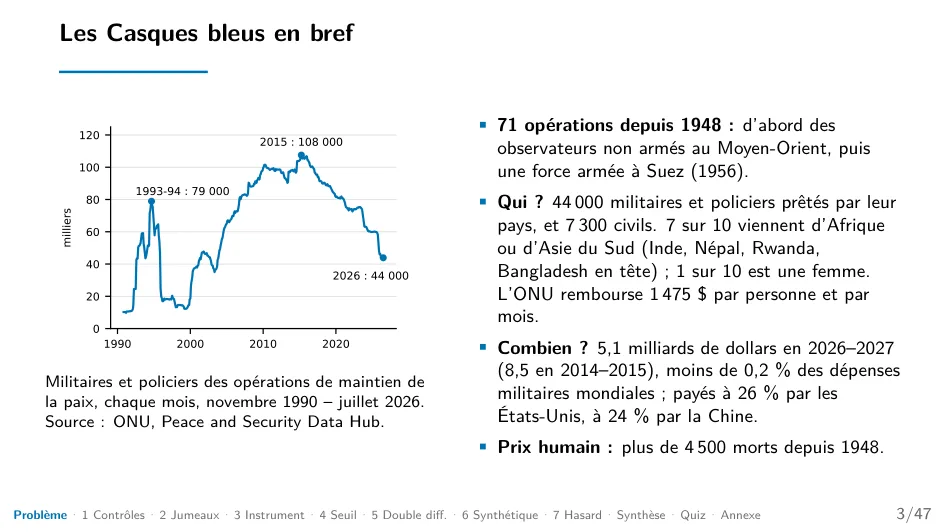 Les Casques bleus en bref
milliers
120
100
80
60
40
20
0
1990
2000
2010
2020
1993-94 : 79 000
2015 : 108 000
2026 : 44 000
Militaires et policiers des opérations de maintien de
la paix, chaque mois, novembre 1990 – juillet 2026.
Source : ONU, Peace and Security Data Hub.
71 opérations depuis 1948 : d'abord des
observateurs non armés au Moyen-Orient, puis
une force armée à Suez (1956).
Qui ? 44 000 militaires et policiers prêtés par leur
pays, et 7 300 civils. 7 sur 10 viennent d'Afrique
ou d'Asie du Sud (Inde, Népal, Rwanda,
Bangladesh en tête) ; 1 sur 10 est une femme.
L'ONU rembourse 1 475 $ par personne et par
mois.
Combien ? 5,1 milliards de dollars en 2026–2027
(8,5 en 2014–2015), moins de 0,2 % des dépenses
militaires mondiales ; payés à 26 % par les
États-Unis, à 24 % par la Chine.
Prix humain : plus de 4 500 morts depuis 1948.
Problème · 1 Contrôles · 2 Jumeaux · 3 Instrument · 4 Seuil · 5 Double diff. · 6 Synthétique · 7 Hasard · Synthèse · Quiz · Annexe
3/47